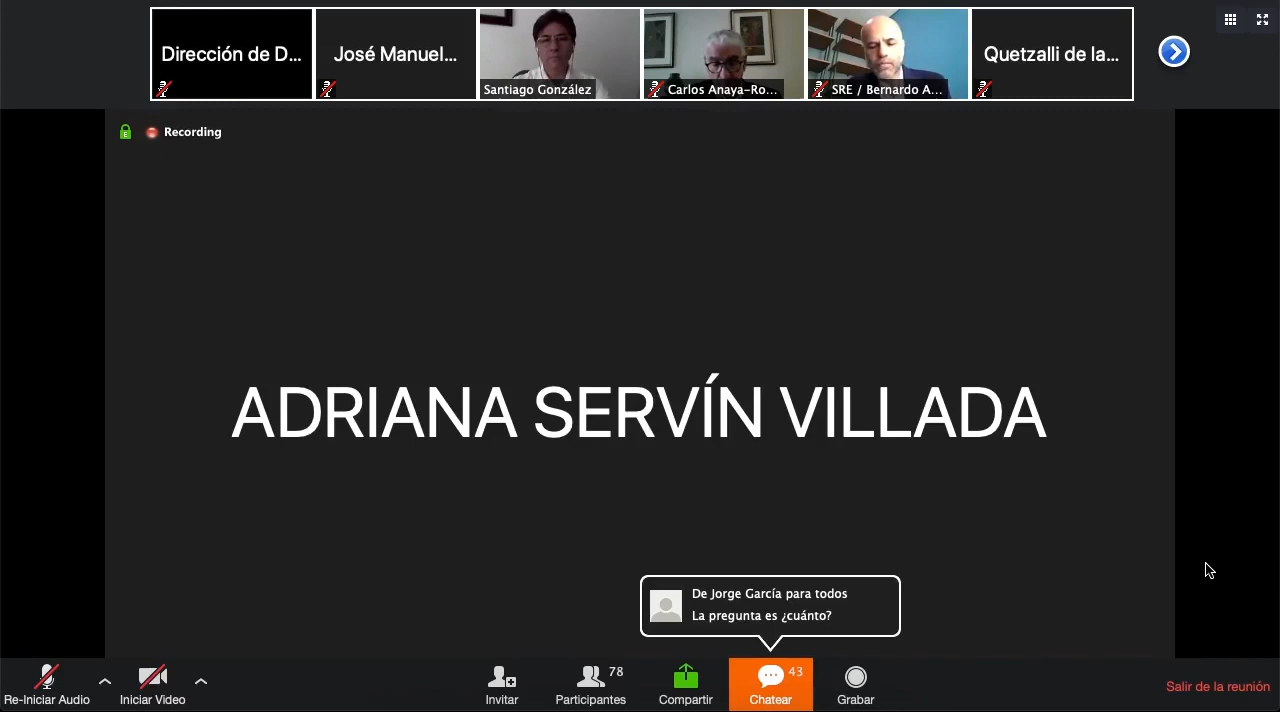 Dirección de D...
José Manuel...
Santiago González
Carlos Anaya-Ro...
SRE / Bernardo A...
Quetzalli de la...
Recording
ADRIANA SERVÍN VILLADA
De Jorge García para todos
La pregunta es ¿cuánto?
Re-Iniciar Audio
Iniciar Video
Invitar
78
Participantes
Compartir
43
Chatear
Grabar
Salir de la reunión